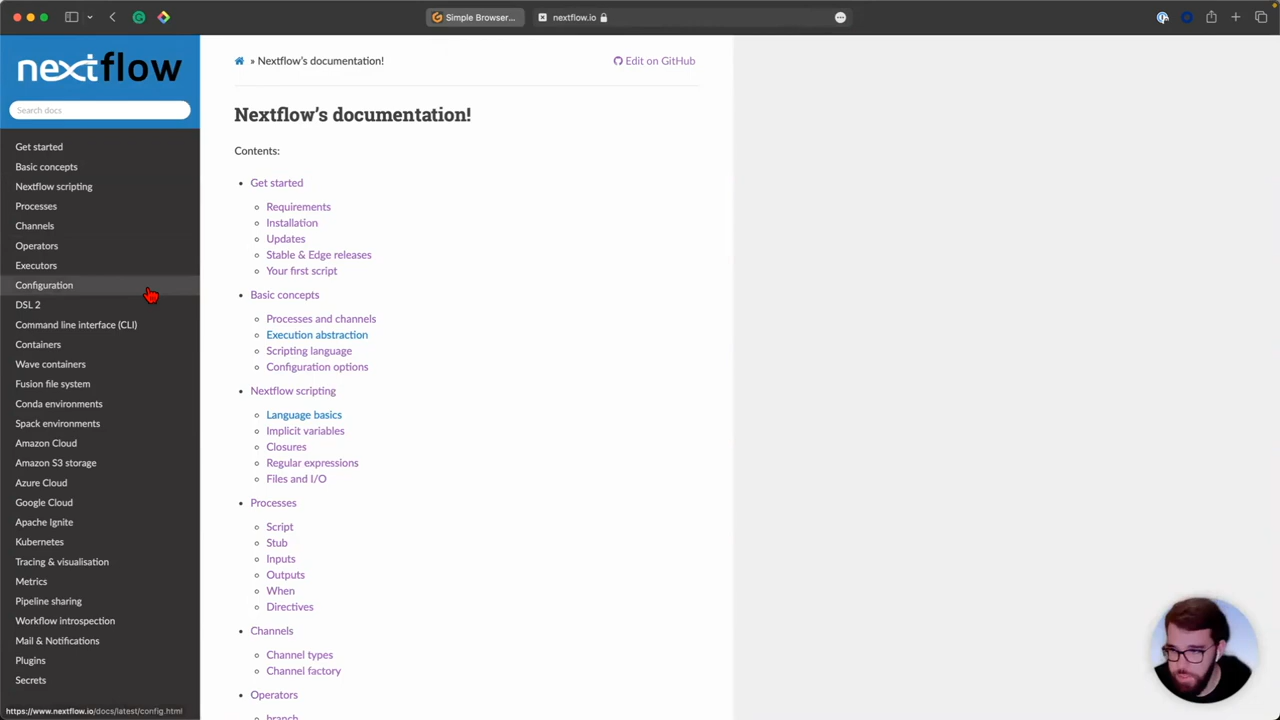 Simple Browser...
nextflow.io
nextflow
Search docs
Get started
Basic concepts
Nextflow scripting
Processes
Channels
Operators
Executors
Configuration
DSL 2
Command line interface (CLI)
Containers
Wave containers
Fusion file system
Conda environments
Spack environments
Amazon Cloud
Amazon S3 storage
Azure Cloud
Google Cloud
Apache Ignite
Kubernetes
Tracing & visualisation
Metrics
Pipeline sharing
Workflow introspection
Mail & Notifications
Plugins
Secrets
https://www.nextflow.io/docs/latest/config.html
» Nextflow's documentation!
Edit on GitHub
Nextflow's documentation!
Contents:
• Get started
Requirements
Installation
Updates
Stable & Edge releases
Your first script
• Basic concepts
Processes and channels
Execution abstraction
Scripting language
Configuration options
• Nextflow scripting
Language basics
Implicit variables
Closures
Regular expressions
Files and I/O
• Processes
Script
Stub
Inputs
Outputs
When
Directives
• Channels
Channel types
Channel factory
• Operators
branch